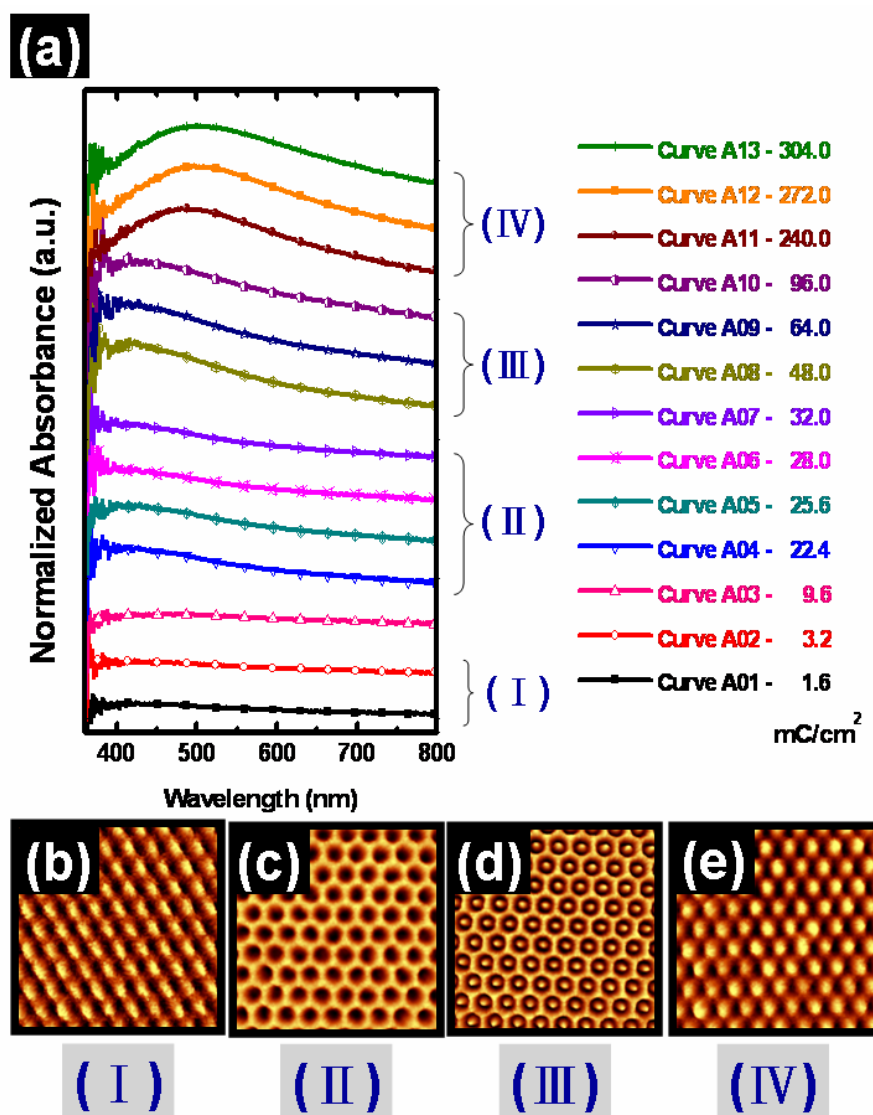 (a)
Normalized Absorbance (a.u.)
400 500 600 700 800
Wavelength (nm)
(IV)
(III)
(II)
(I)
Curve A13 - 304.0
Curve A12 - 272.0
Curve A11 - 240.0
Curve A10 - 96.0
Curve A09 - 64.0
Curve A08 - 48.0
Curve A07 - 32.0
Curve A06 - 28.0
Curve A05 - 25.6
Curve A04 - 22.4
Curve A03 - 9.6
Curve A02 - 3.2
Curve A01 - 1.6
mC/cm²
(b) (c) (d) (e)
(I) (II) (III) (IV)